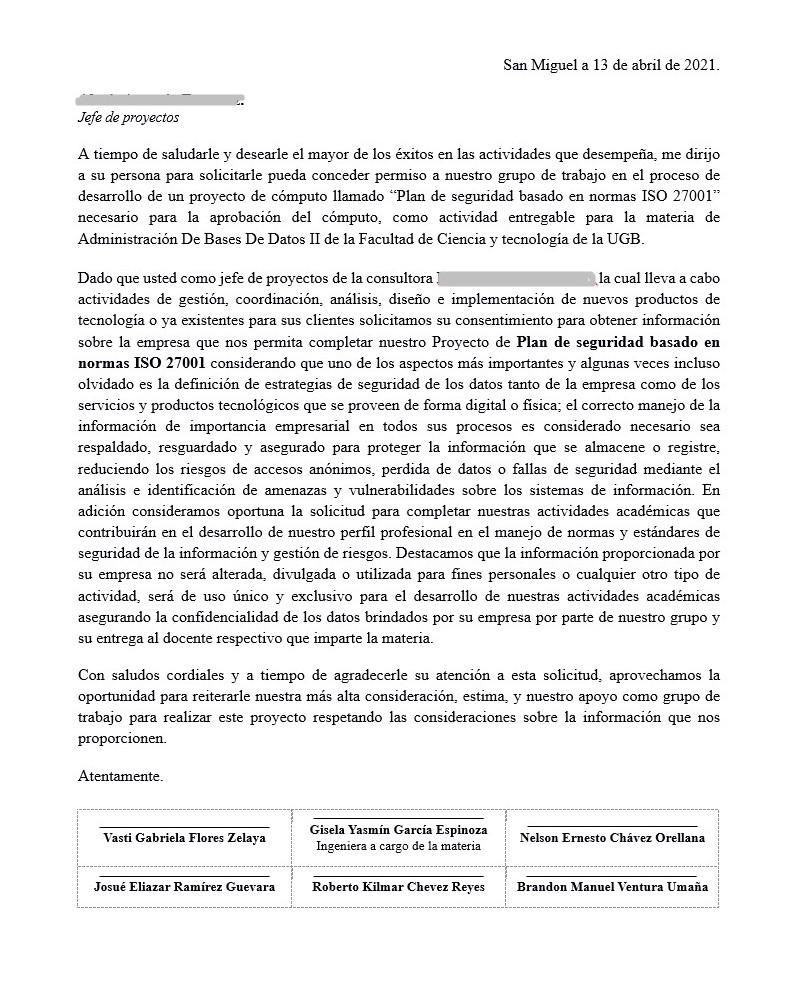 San Miguel a 13 de abril de 2021.
Jefe de proyectos
A tiempo de saludarle y desearle el mayor de los éxitos en las actividades que desempeña, me dirijo
a su persona para solicitarle pueda conceder permiso a nuestro grupo de trabajo en el proceso de
desarrollo de un proyecto de cómputo llamado “Plan de seguridad basado en normas ISO 27001”
necesario para la aprobación del cómputo, como actividad entregable para la materia de
Administración De Bases De Datos II de la Facultad de Ciencia y tecnología de la UGB.
Dado que usted como jefe de proyectos de la consultora la cual lleva a cabo
actividades de gestión, coordinación, análisis, diseño e implementación de nuevos productos de
tecnología o ya existentes para sus clientes solicitamos su consentimiento para obtener información
sobre la empresa que nos permita completar nuestro Proyecto de Plan de seguridad basado en
normas ISO 27001 considerando que uno de los aspectos más importantes y algunas veces incluso
olvidado es la definición de estrategias de seguridad de los datos tanto de la empresa como de los
servicios y productos tecnológicos que se proveen de forma digital o física; el correcto manejo de la
información de importancia empresarial en todos sus procesos es considerado necesario sea
respaldado, resguardado y asegurado para proteger la información que se almacene o registre,
reduciendo los riesgos de accesos anónimos, perdida de datos o fallas de seguridad mediante el
análisis e identificación de amenazas y vulnerabilidades sobre los sistemas de información. En
adición consideramos oportuna la solicitud para completar nuestras actividades académicas que
contribuirán en el desarrollo de nuestro perfil profesional en el manejo de normas y estándares de
seguridad de la información y gestión de riesgos. Destacamos que la información proporcionada por
su empresa no será alterada, divulgada o utilizada para fines personales o cualquier otro tipo de
actividad, será de uso único y exclusivo para el desarrollo de nuestras actividades académicas
asegurando la confidencialidad de los datos brindados por su empresa por parte de nuestro grupo y
su entrega al docente respectivo que imparte la materia.
Con saludos cordiales y a tiempo de agradecerle su atención a esta solicitud, aprovechamos la
oportunidad para reiterarle nuestra más alta consideración, estima, y nuestro apoyo como grupo de
trabajo para realizar este proyecto respetando las consideraciones sobre la información que nos
proporcionen.
Atentamente.
Vasti Gabriela Flores Zelaya
Gisela Yasmín García Espinoza
Ingeniera a cargo de la materia
Nelson Ernesto Chávez Orellana
Josué Eliazar Ramírez Guevara
Roberto Kilmar Chevez Reyes
Brandon Manuel Ventura Umaña